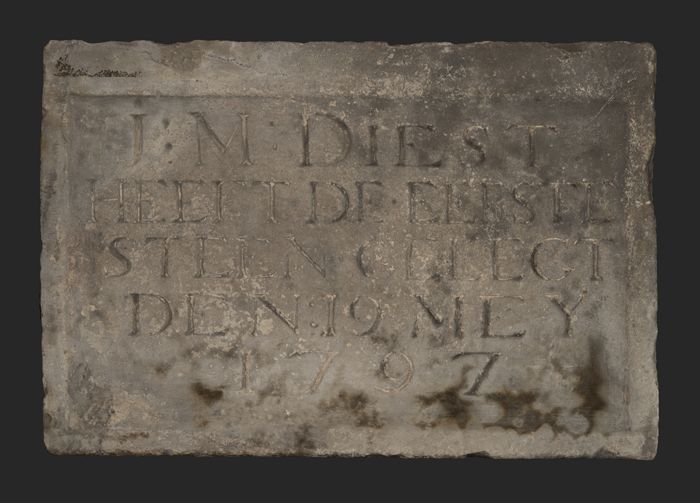 I:M:DIEST
HEEFT·DE·EERSTE
STEEN·GELEGT
DEN:19 MEY
1797